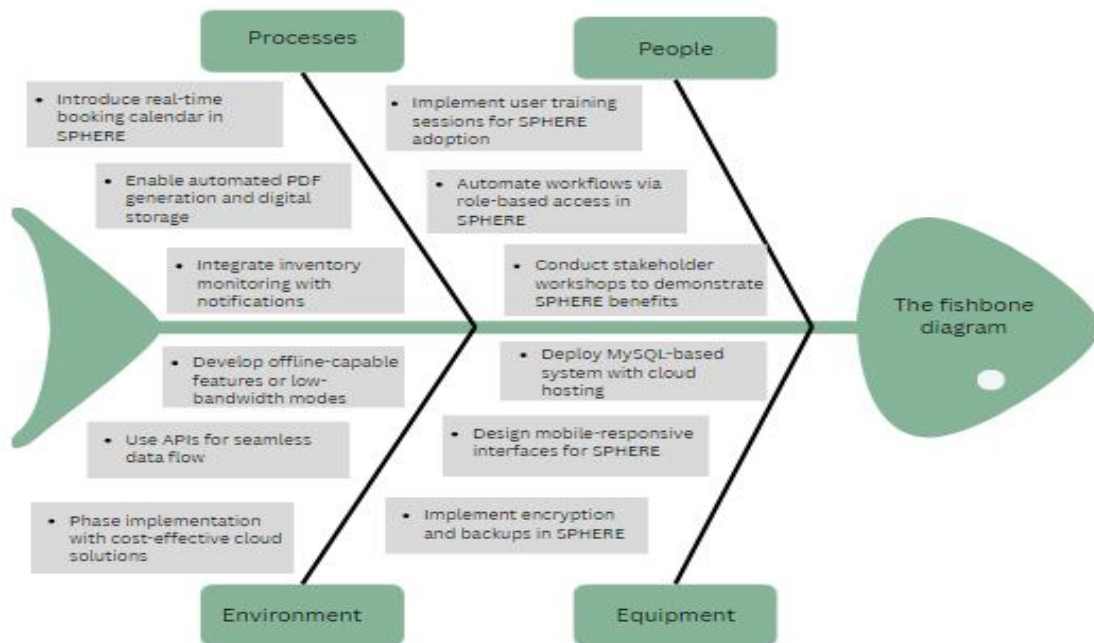 Processes
People
• Introduce real-time
booking calendar in
SPHERE
• Implement user training
sessions for SPHERE
adoption
• Enable automated PDF
generation and digital
storage
• Automate workflows via
role-based access in
SPHERE
• Integrate inventory
monitoring with
notifications
• Conduct stakeholder
workshops to demonstrate
SPHERE benefits
The fishbone
diagram
• Develop offline-capable
features or low-
bandwidth modes
• Deploy MySQL-based
system with cloud
hosting
• Use APIs for seamless
data flow
• Design mobile-responsive
interfaces for SPHERE
• Phase implementation
with cost-effective cloud
solutions
• Implement encryption
and backups in SPHERE
Environment
Equipment